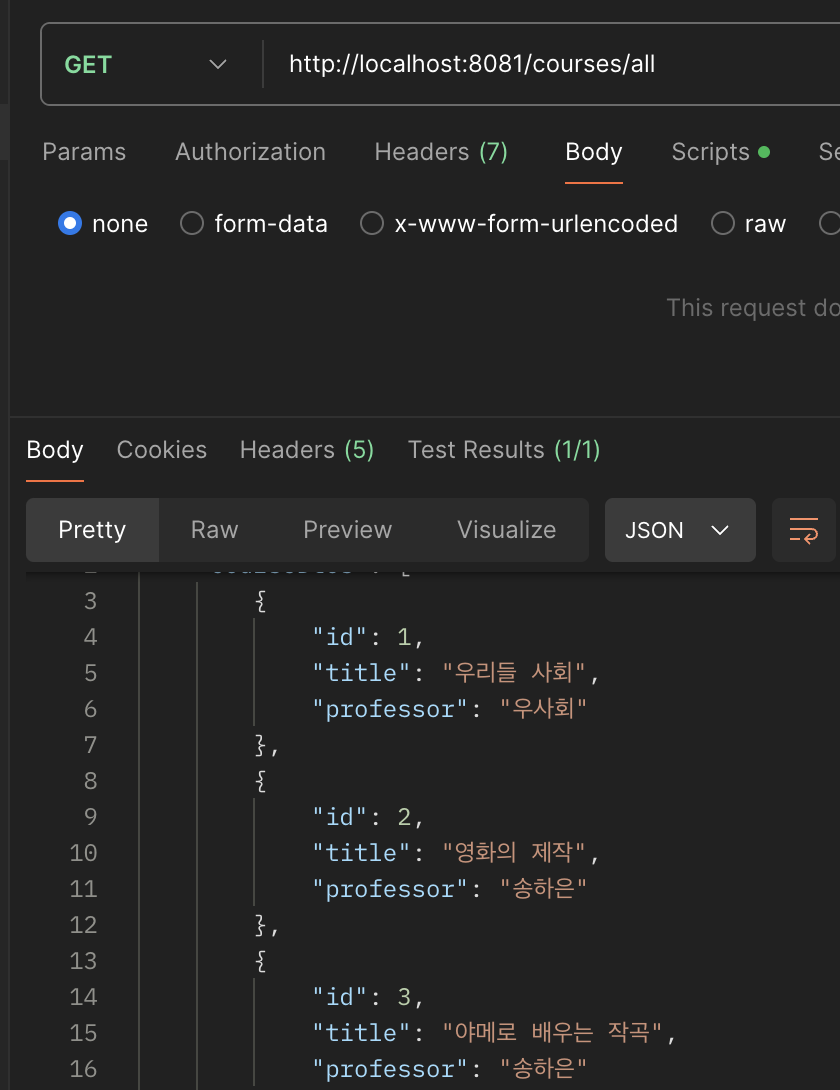 GET http://localhost:8081/courses/all
Params Authorization Headers (7) Body Scripts
none form-data x-www-form-urlencoded raw
This request
Body Cookies Headers (5) Test Results (1/1)
Pretty Raw Preview Visualize JSON
3 {
4 "id": 1,
5 "title": "우리들 사회",
6 "professor": "우사회"
7 },
8 {
9 "id": 2,
10 "title": "영화의 제작",
11 "professor": "송하은"
12 },
13 {
14 "id": 3,
15 "title": "야메로 배우는 작곡",
16 "professor": "송하은"